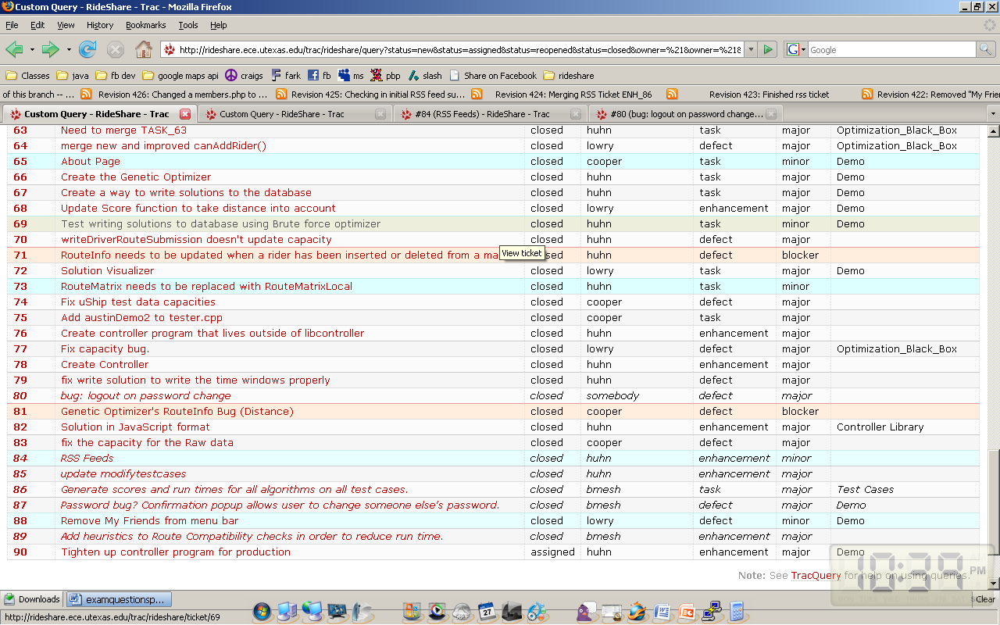 Custom Query - RideShare - Trac - Mozilla Firefox
File Edit View History Bookmarks Tools Help
http://rideshare.ece.utexas.edu/trac/rideshare/query?status=new&status=assigned&status=reopened&status=closed&owner=%21&owner=%218 Google
Classes java fb dev google maps api craigs fark fb ms pbp slash Share on Facebook rideshare
of this branch -- ... Revision 426: Changed a members.php to ... Revision 425: Checking in initial RSS feed su... Revision 424: Merging RSS Ticket ENH_86 Revision 423: Finished rss ticket Revision 422: Removed "My Frien
Custom Query - RideShare - Trac Custom Query - RideShare - Trac #84 (RSS Feeds) - RideShare - Trac #80 (bug: logout on password change...
63 Need to merge TASK_63 closed huhn task major Optimization_Black_Box
64 merge new and improved canAddRider() closed lowry defect major Optimization_Black_Box
65 About Page closed cooper task minor Demo
66 Create the Genetic Optimizer closed huhn task major Demo
67 Create a way to write solutions to the database closed huhn task major Demo
68 Update Score function to take distance into account closed lowry enhancement major Demo
69 Test writing solutions to database using Brute force optimizer closed huhn task minor Demo
70 writeDriverRouteSubmission doesn't update capacity closed huhn defect major
View ticket
71 RouteInfo needs to be updated when a rider has been inserted or deleted from a ma sed huhn defect blocker
72 Solution Visualizer closed lowry task major Demo
73 RouteMatrix needs to be replaced with RouteMatrixLocal closed huhn task minor
74 Fix uShip test data capacities closed cooper defect major
75 Add austinDemo2 to tester.cpp closed cooper task major
76 Create controller program that lives outside of libcontroller closed huhn enhancement major
77 Fix capacity bug. closed lowry defect major Optimization_Black_Box
78 Create Controller closed huhn enhancement major
79 fix write solution to write the time windows properly closed huhn defect major
80 bug: logout on password change closed somebody defect major
81 Genetic Optimizer's RouteInfo Bug (Distance) closed cooper defect blocker
82 Solution in JavaScript format closed huhn enhancement major Controller Library
83 fix the capacity for the Raw data closed cooper defect major
84 RSS Feeds closed huhn enhancement minor
85 update modifytestcases closed huhn enhancement major
86 Generate scores and run times for all algorithms on all test cases. closed bmesh task major Test Cases
87 Password bug? Confirmation popup allows user to change someone else's password. closed bmesh defect major Demo
88 Remove My Friends from menu bar closed lowry defect minor Demo
89 Add heuristics to Route Compatibility checks in order to reduce run time. closed bmesh enhancement major
90 Tighten up controller program for production assigned huhn enhancement major Demo
10:39 PM
Note: See TracQuery for help on using queries.
Downloads examquestionsp... Clear
27
http://rideshare.ece.utexas.edu/trac/rideshare/ticket/69